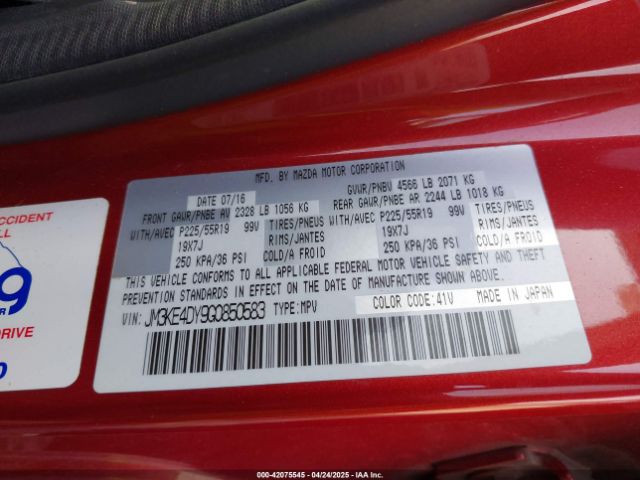 MFD. BY MAZDA MOTOR CORPORATION
DATE 07/16 GVWR/PNBV 4566 LB 2071 KG
FRONT GAWR/PNBE AV 2328 LB 1056 KG REAR GAWR/PNBE AR 2244 LB 1018 KG
WITH/AVEC P225/55R19 99V TIRES/PNEUS WITH/AVEC P225/55R19 99V TIRES/PNEUS
19X7J RIMS/JANTES 19X7J RIMS/JANTES
250 KPA/36 PSI COLD/A FROID 250 KPA/36 PSI COLD/A FROID
THIS VEHICLE CONFORMS TO ALL APPLICABLE FEDERAL MOTOR VEHICLE SAFETY AND THEFT
PREVENTION STANDARDS IN EFFECT ON THE DATE OF MANUFACTURE SHOWN ABOVE.
VIN: JM3KE4DY9G0850583 TYPE: MPV COLOR CODE: 41V MADE IN JAPAN
CCIDENT
LL
9
R
DRIVE
D
000-42075545 - 04/24/2025 - IAA Inc.